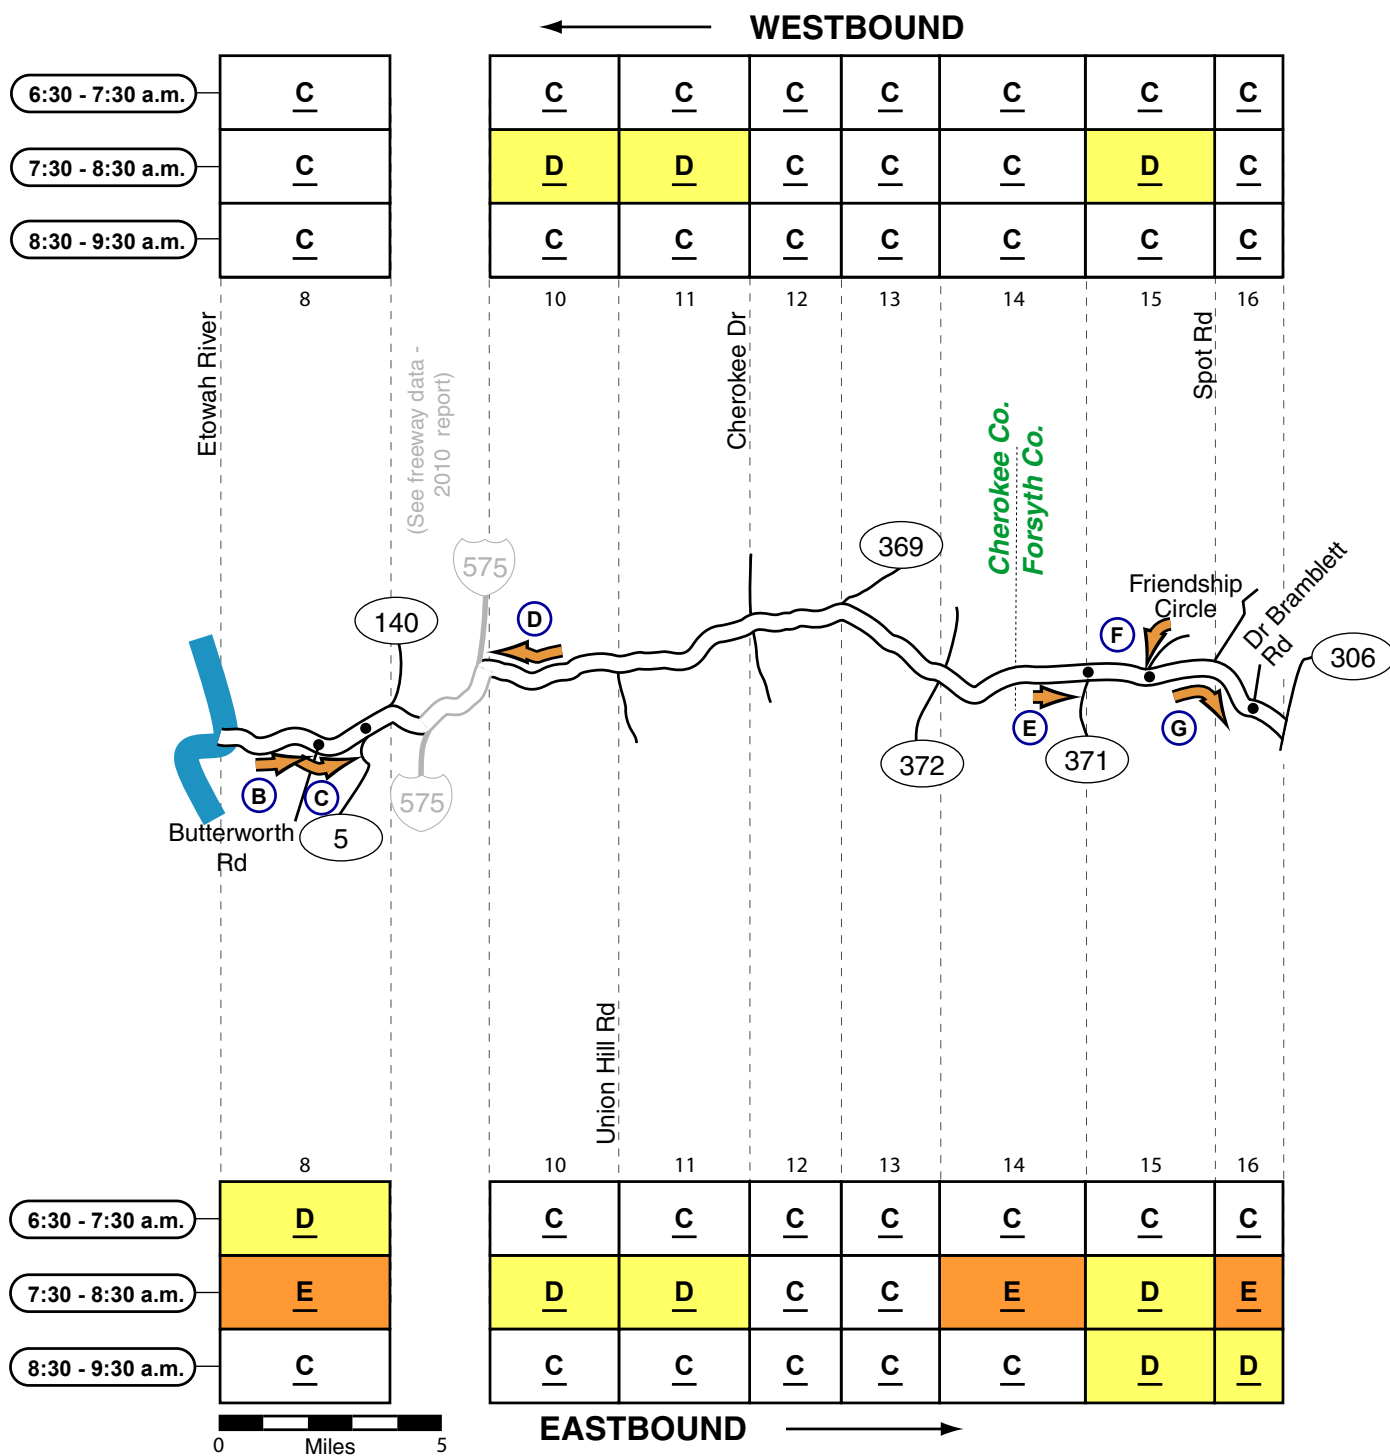 WESTBOUND
6:30 - 7:30 a.m. C C C C C C C C
7:30 - 8:30 a.m. C D D C C C D C
8:30 - 9:30 a.m. C C C C C C C C
8 10 11 12 13 14 15 16
Etowah River
(See freeway data -
2010 report)
Cherokee Dr
Cherokee Co.
Forsyth Co.
Spot Rd
575
369
140
D
Friendship
Circle
F
Dr Bramblett
Rd
306
B
C
Butterworth
Rd
5
575
372
E
371
G
Union Hill Rd
8 10 11 12 13 14 15 16
6:30 - 7:30 a.m. D C C C C C C C
7:30 - 8:30 a.m. E D D C C E D E
8:30 - 9:30 a.m. C C C C C C D D
0 Miles 5
EASTBOUND